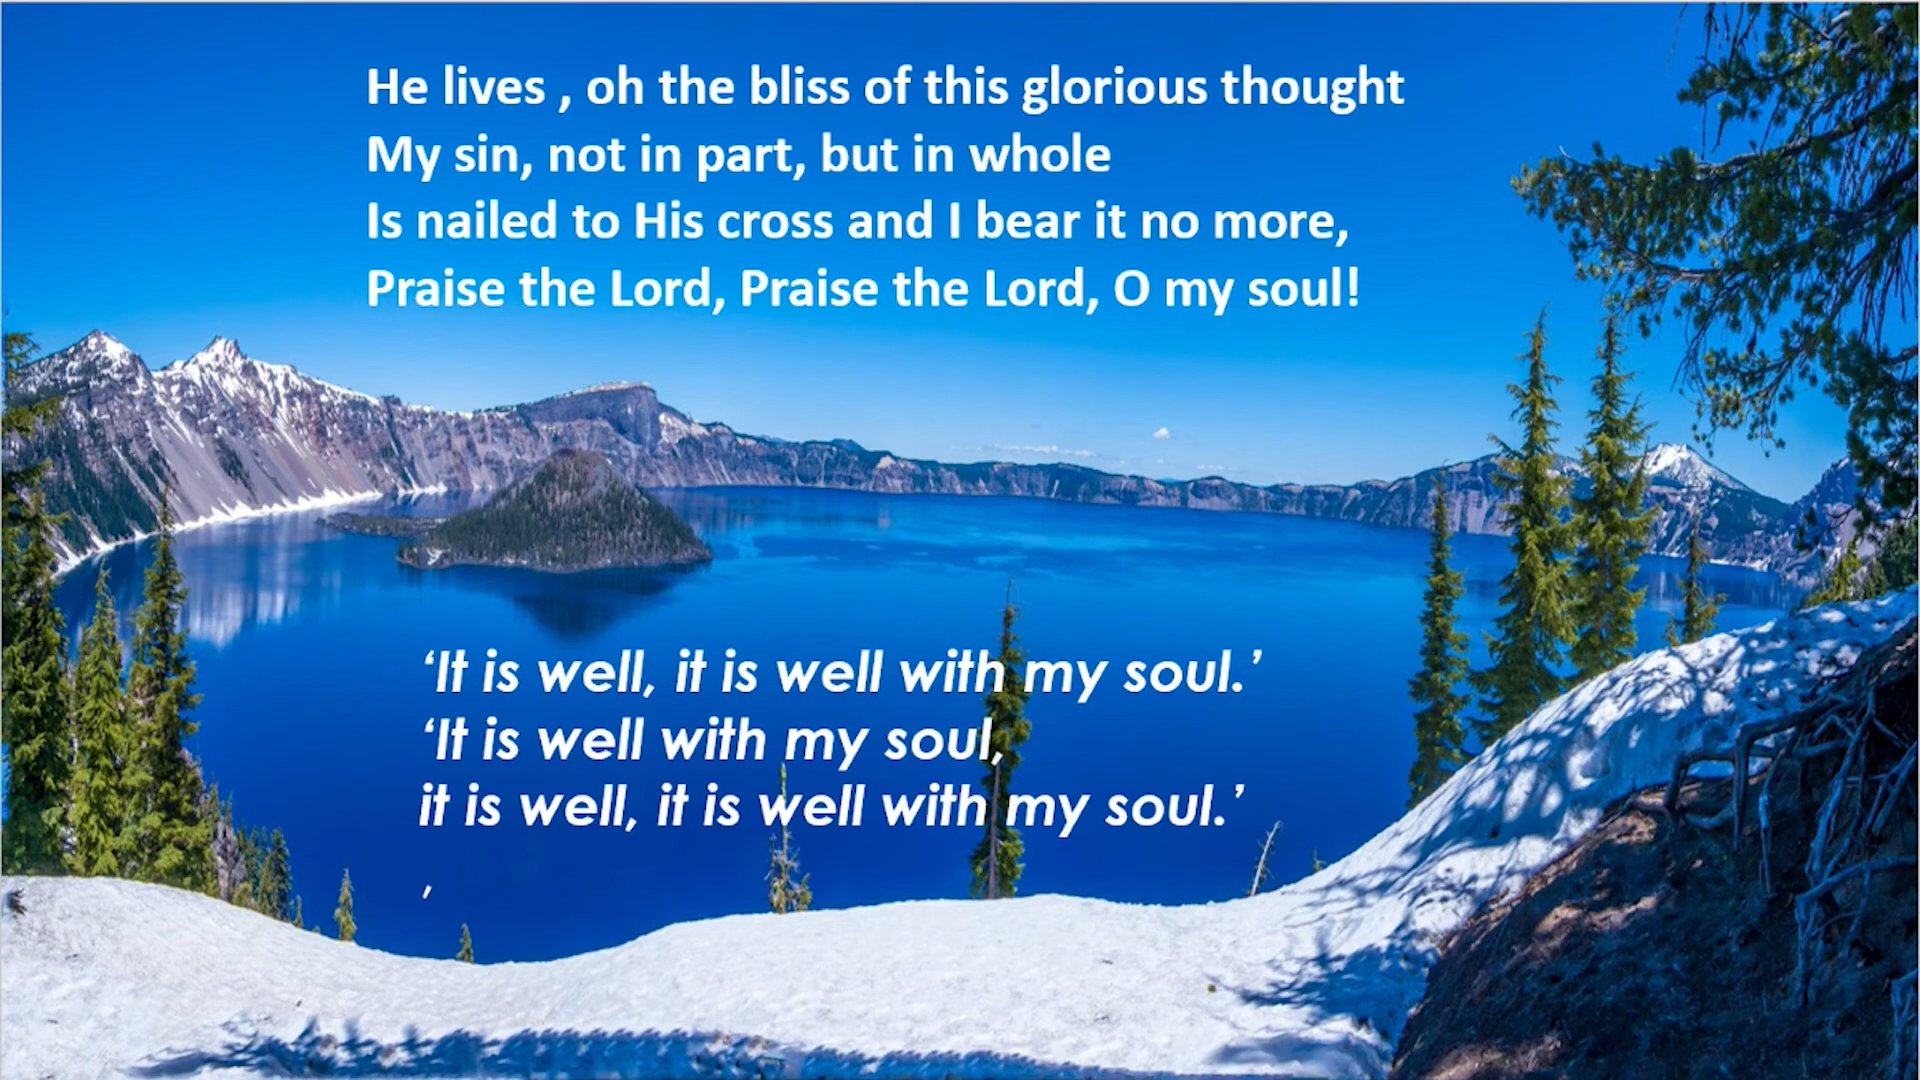 He lives , oh the bliss of this glorious thought
My sin, not in part, but in whole
Is nailed to His cross and I bear it no more,
Praise the Lord, Praise the Lord, O my soul!
‘It is well, it is well with my soul.’
‘It is well with my soul,
it is well, it is well with my soul.’
,